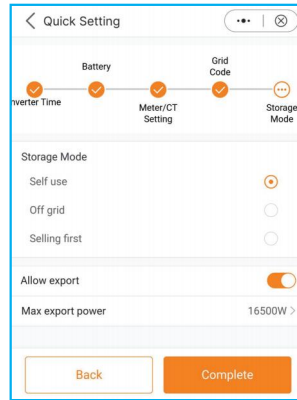 Quick Setting
Battery
Grid
Code
nverter Time
Meter/CT
Setting
Storage
Mode
Storage Mode
Self use
Off grid
Selling first
Allow export
Max export power 16500W
Back Complete